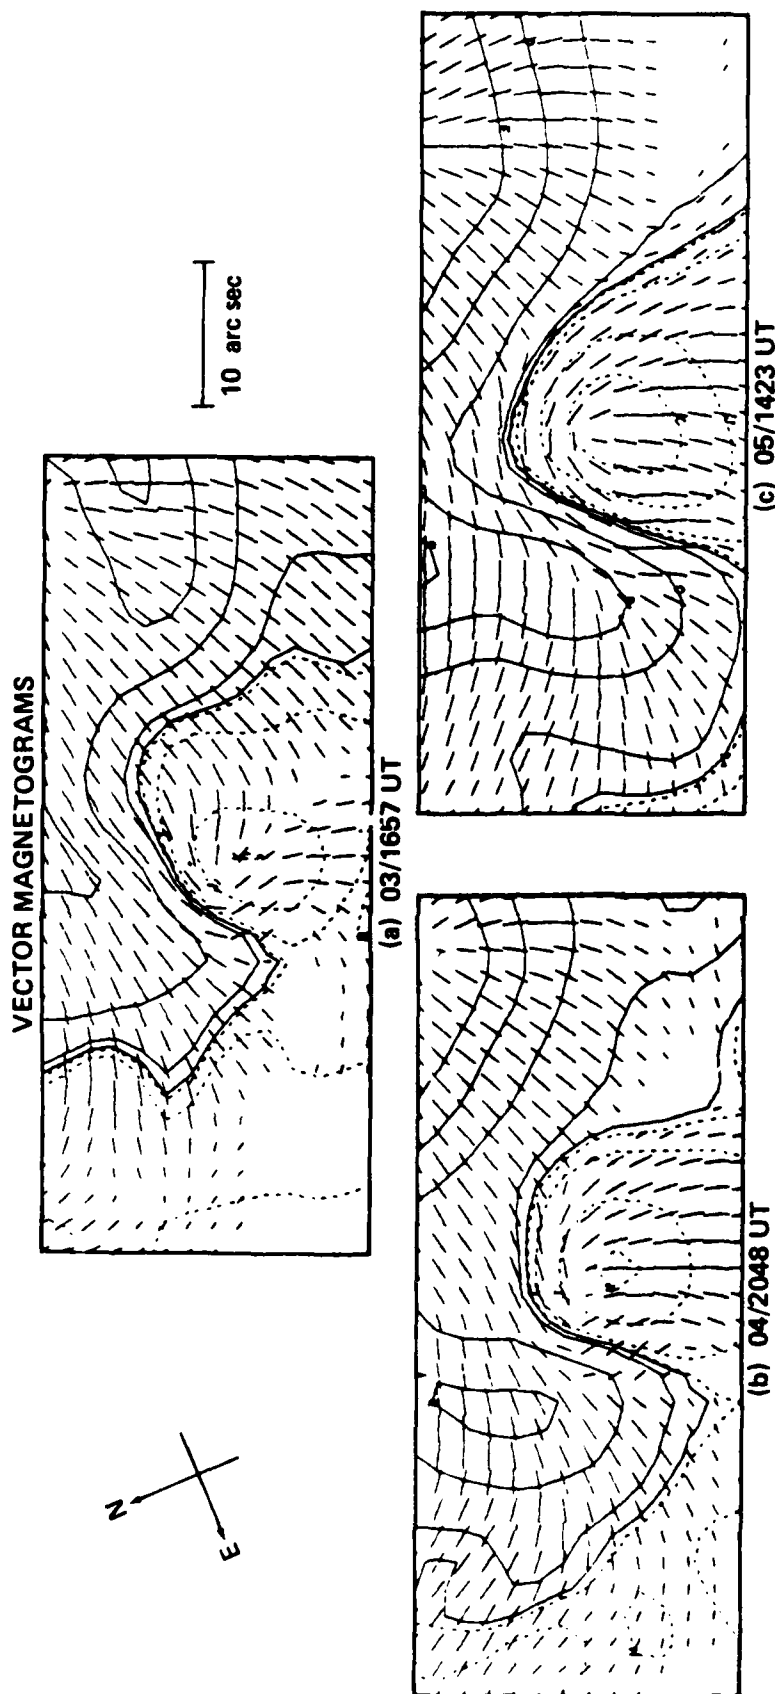 VECTOR MAGNETOGRAMS
10 arc sec
N
E
(a) 03/1657 UT
(b) 04/2048 UT
(c) 05/1423 UT